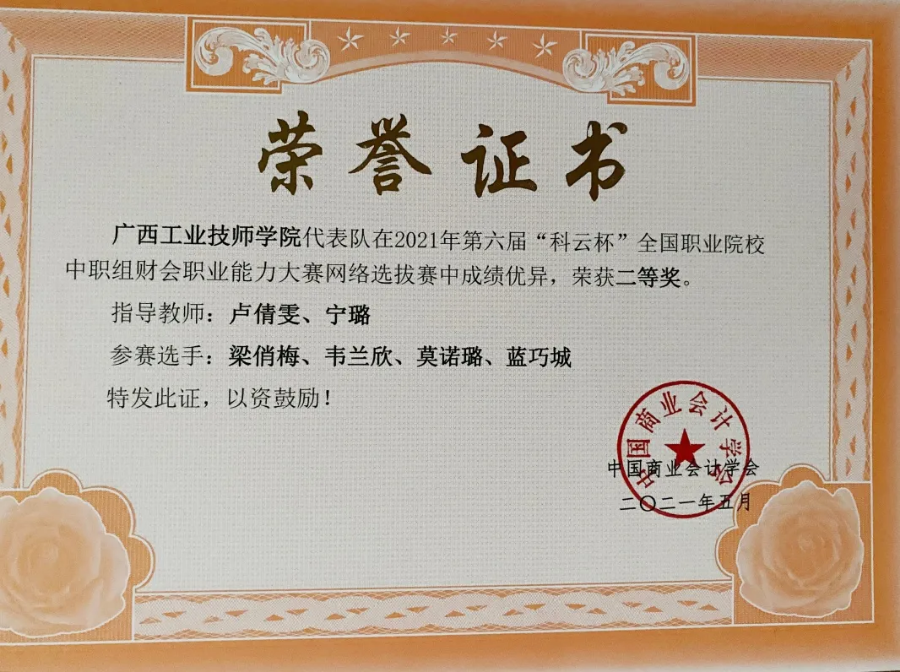 荣誉证书
广西工业技师学院代表队在2021年第六届“科云杯”全国职业院校
中职组财会职业能力大赛网络选拔赛中成绩优异，荣获二等奖。
指导教师：卢倩雯、宁璐
参赛选手：梁俏梅、韦兰欣、莫诺璐、蓝巧城
特发此证，以资鼓励！
中国商业会计学会
中国商业会计学会
二〇二一年五月